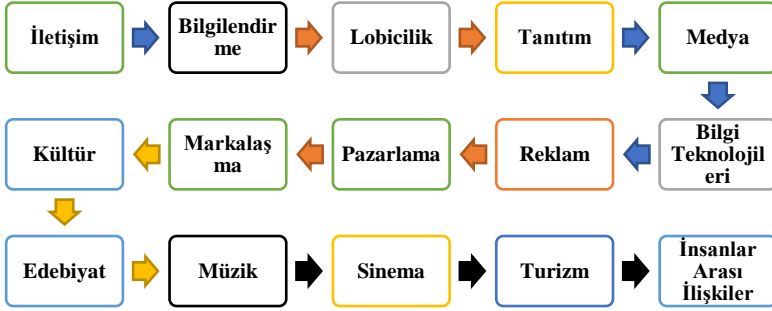 İletişim
Bilgilendir
me
Lobicilik
Tanıtım
Medya
Kültür
Markalaş
ma
Pazarlama
Reklam
Bilgi
Teknolojil
eri
Edebiyat
Müzik
Sinema
Turizm
İnsanlar
Arası
İlişkiler